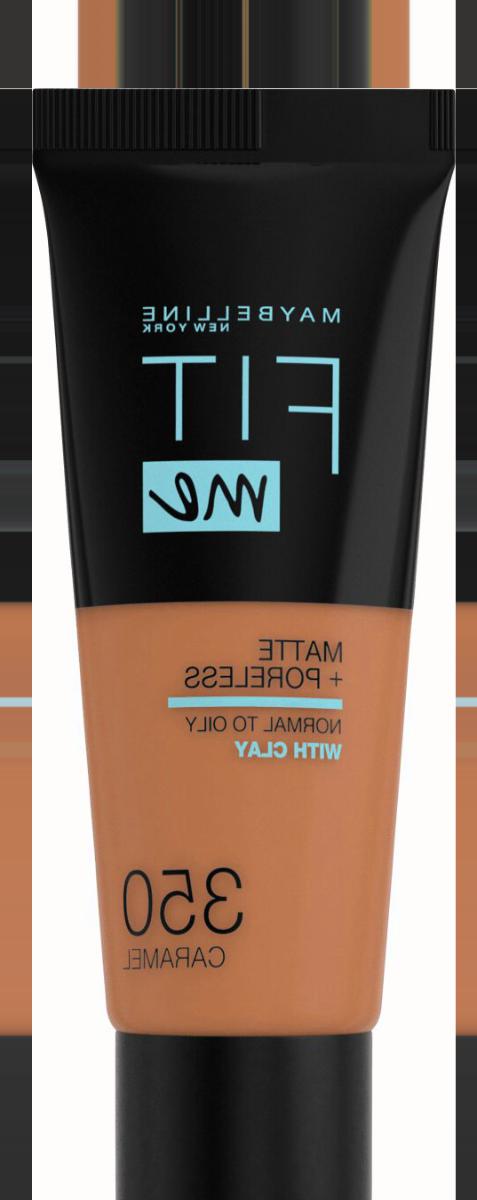 MAYBELLINE
NEW YORK
FIT
me
MATTE
+ PORELESS
NORMAL TO OILY
WITH CLAY
350
CARAMEL